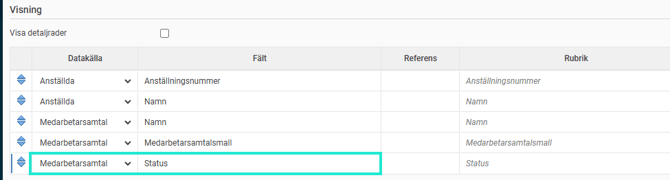 Visning
Visa detaljrader
Datakälla Fält Referens Rubrik
Anställda Anställningsnummer Anställningsnummer
Anställda Namn Namn
Medarbetarsamtal Namn Namn
Medarbetarsamtal Medarbetarsamtalsmall Medarbetarsamtalsmall
Medarbetarsamtal Status Status